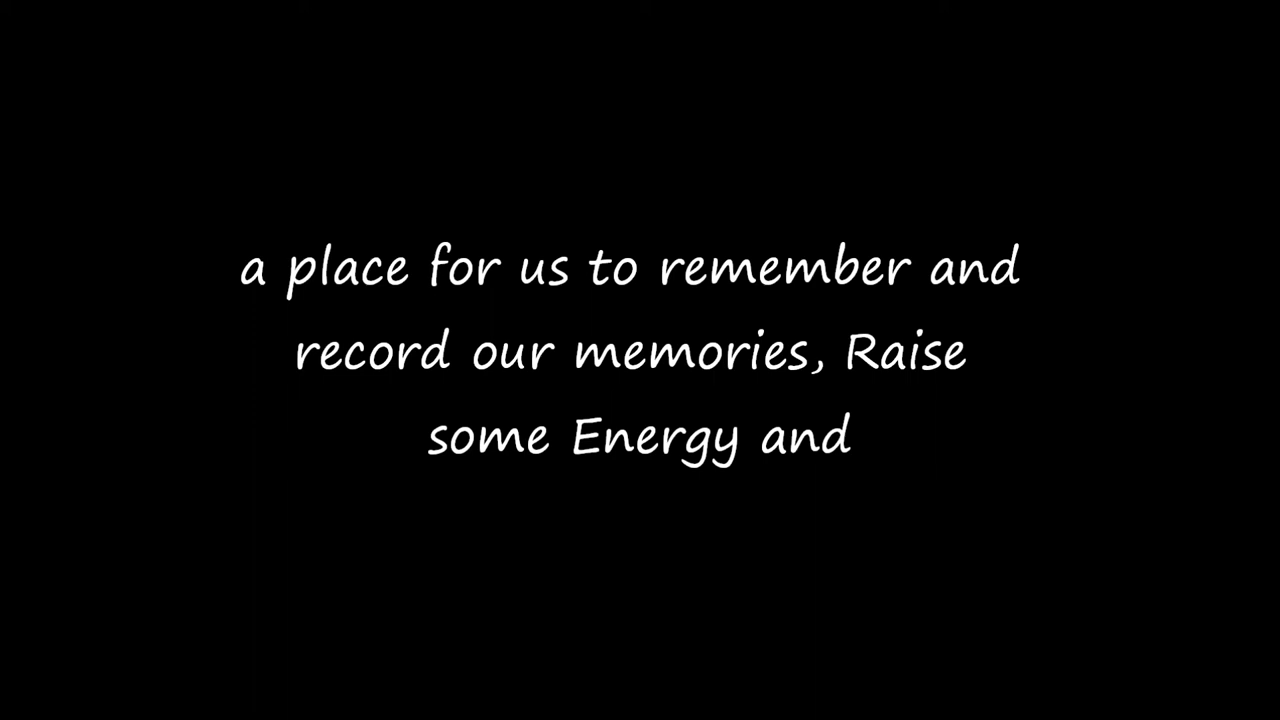 a place for us to remember and
record our memories, Raise
some Energy and